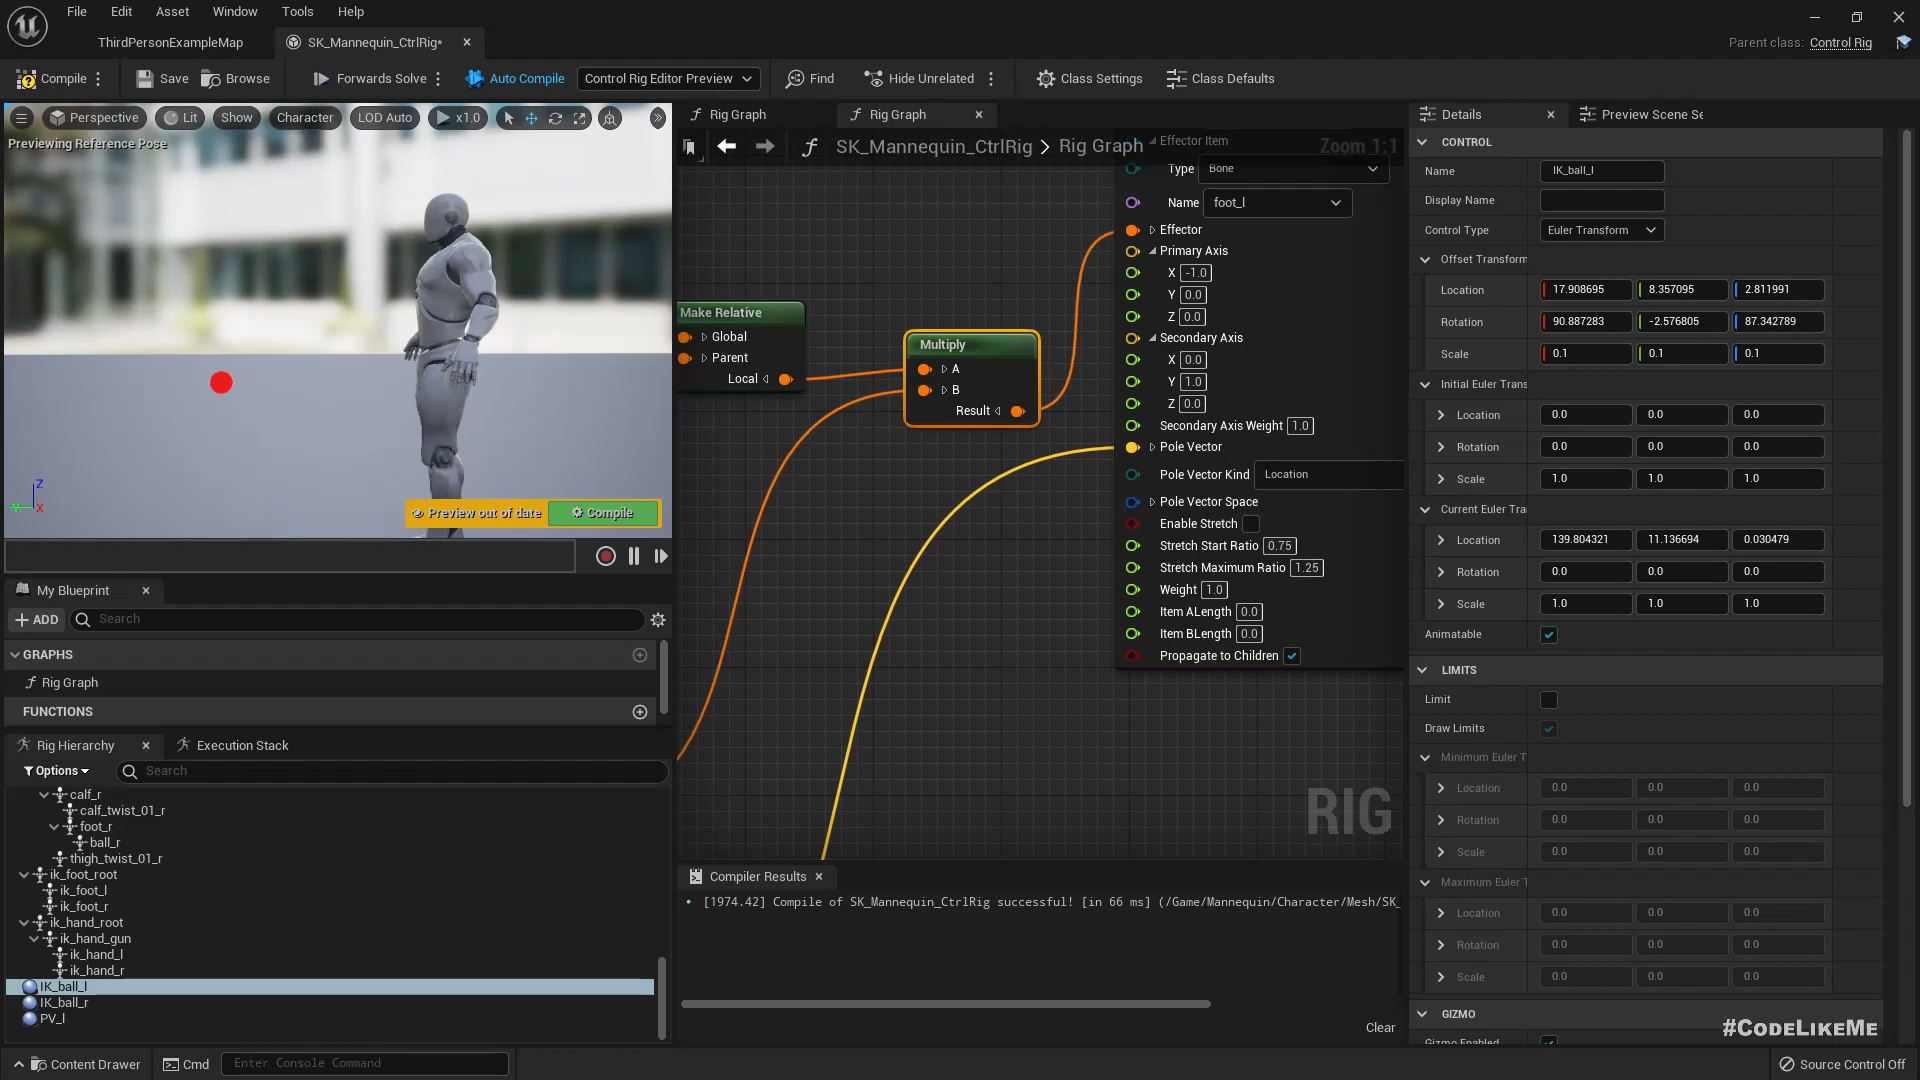 File Edit Asset Window Tools Help
ThirdPersonExampleMap
SK_Mannequin_CtrlRig*
Parent class: Control Rig
Compile
Save
Browse
Forwards Solve
Auto Compile
Control Rig Editor Preview
Find
Hide Unrelated
Class Settings
Class Defaults
Perspective
Lit
Show
Character
LOD Auto
x1.0
Previewing Reference Pose
Z
X
Preview out of date
Compile
My Blueprint
ADD
Search
GRAPHS
Rig Graph
FUNCTIONS
Rig Hierarchy
Execution Stack
Options
Search
calf_r
calf_twist_01_r
foot_r
ball_r
thigh_twist_01_r
ik_foot_root
ik_foot_l
ik_foot_r
ik_hand_root
ik_hand_gun
ik_hand_l
ik_hand_r
IK_ball_l
IK_ball_r
PV_l
Content Drawer
Cmd
Enter Console Command
Rig Graph
Rig Graph
SK_Mannequin_CtrlRig > Rig Graph
Zoom 1:1
Make Relative
Global
Parent
Local
Multiply
A
B
Result
Effector Item
Type Bone
Name foot_l
Effector
Primary Axis
X -1.0
Y 0.0
Z 0.0
Secondary Axis
X 0.0
Y 1.0
Z 0.0
Secondary Axis Weight 1.0
Pole Vector
Pole Vector Kind Location
Pole Vector Space
Enable Stretch
Stretch Start Ratio 0.75
Stretch Maximum Ratio 1.25
Weight 1.0
Item ALength 0.0
Item BLength 0.0
Propagate to Children
RIG
Compiler Results
[1974.42] Compile of SK_Mannequin_CtrlRig successful! [in 66 ms] (/Game/Mannequin/Character/Mesh/SK_
Clear
Details
Preview Scene Se
CONTROL
Name IK_ball_l
Display Name
Control Type Euler Transform
Offset Transform
Location 17.908695 8.357095 2.811991
Rotation 90.887283 -2.576805 87.342789
Scale 0.1 0.1 0.1
Initial Euler Trans
Location 0.0 0.0 0.0
Rotation 0.0 0.0 0.0
Scale 1.0 1.0 1.0
Current Euler Tra
Location 139.804321 11.136694 0.030479
Rotation 0.0 0.0 0.0
Scale 1.0 1.0 1.0
Animatable
LIMITS
Limit
Draw Limits
Minimum Euler T
Location 0.0 0.0 0.0
Rotation 0.0 0.0 0.0
Scale 0.0 0.0 0.0
Maximum Euler T
Location 0.0 0.0 0.0
Rotation 0.0 0.0 0.0
Scale 0.0 0.0 0.0
GIZMO
Gizmo Enabled
#CodeLikeMe
Source Control Off